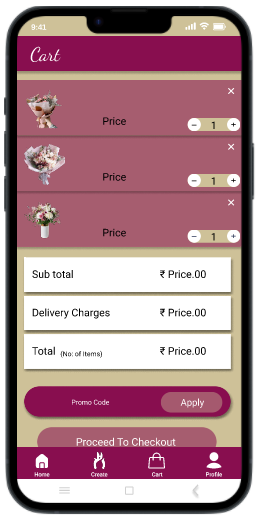 9:41
Cart
Price
1
Price
1
Price
1
Sub total ₹ Price.00
Delivery Charges ₹ Price.00
Total (No: of Items) ₹ Price.00
Promo Code Apply
Proceed To Checkout
Home Create Cart Profile